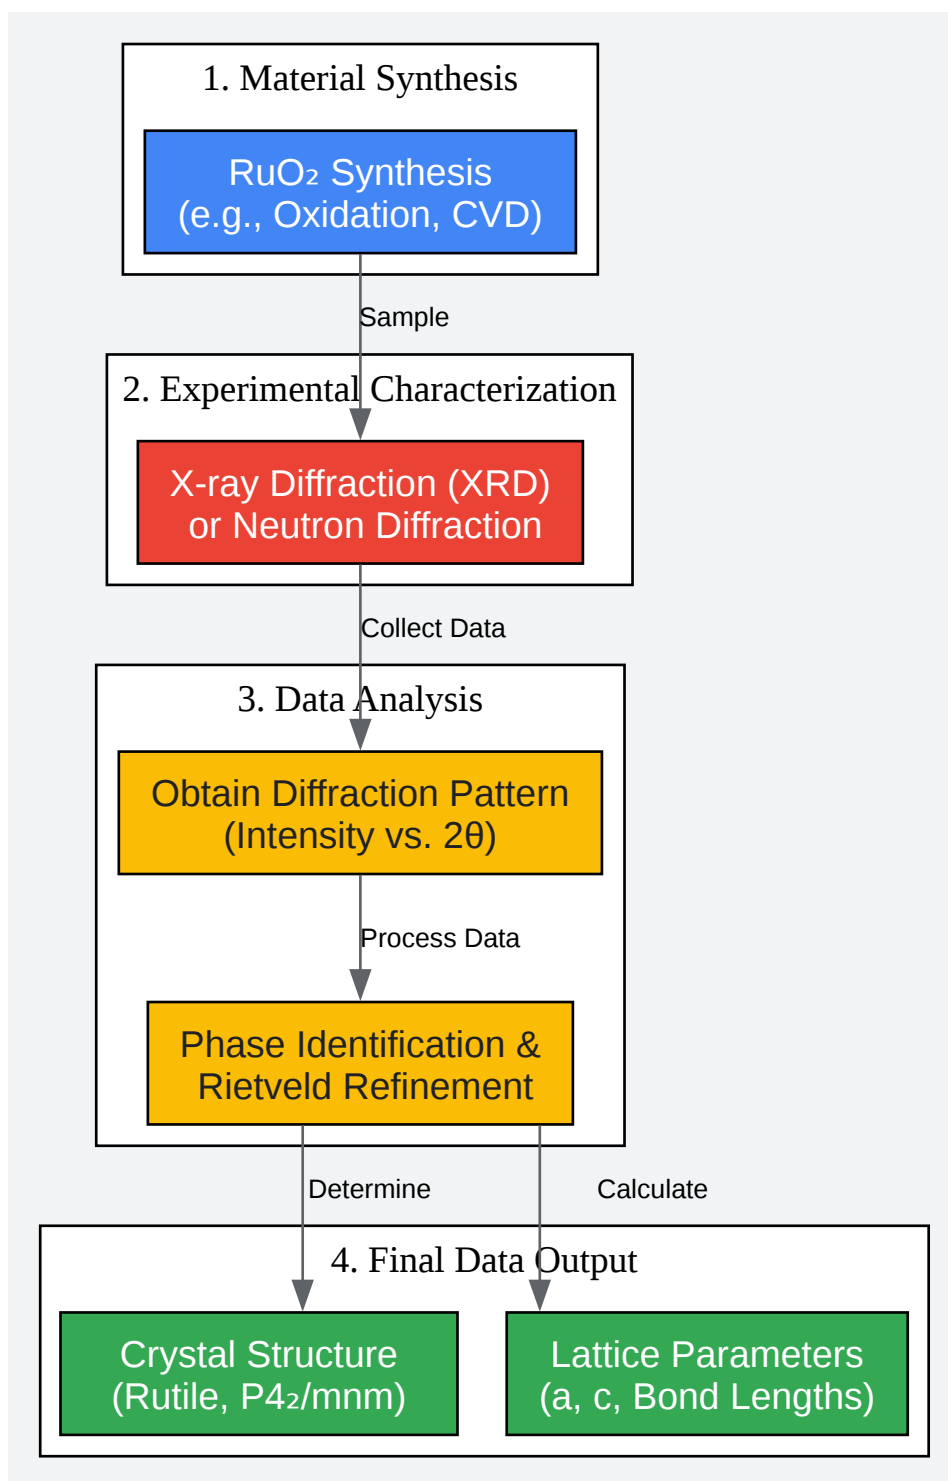 1. Material Synthesis
RuO₂ Synthesis
(e.g., Oxidation, CVD)
Sample
2. Experimental Characterization
X-ray Diffraction (XRD)
or Neutron Diffraction
Collect Data
3. Data Analysis
Obtain Diffraction Pattern
(Intensity vs. 2θ)
Process Data
Phase Identification &
Rietveld Refinement
Determine
Calculate
4. Final Data Output
Crystal Structure
(Rutile, P4₂/mnm)
Lattice Parameters
(a, c, Bond Lengths)